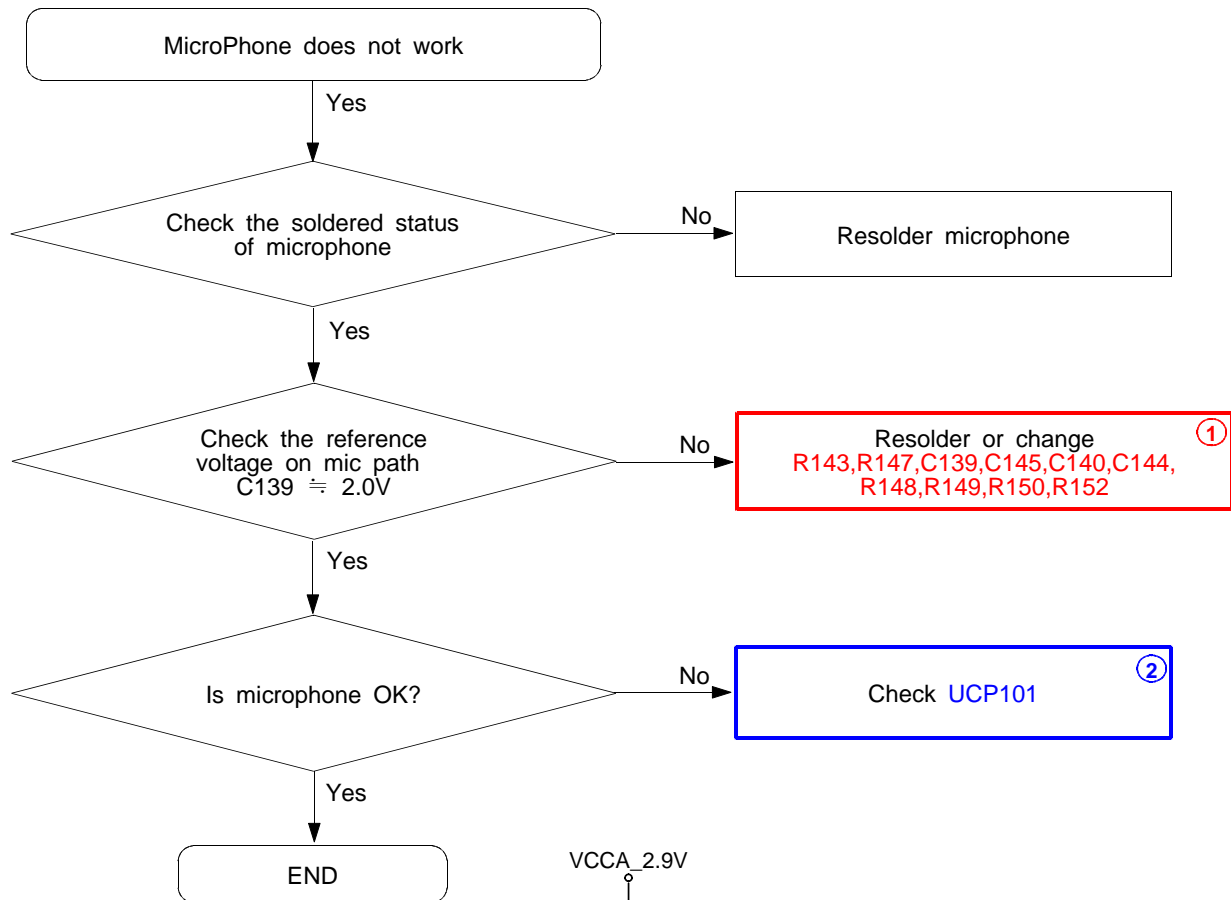 MicroPhone does not work
Yes
Check the soldered status
of microphone
No
Resolder microphone
Yes
Check the reference
voltage on mic path
C139 ≒ 2.0V
No
Resolder or change
R143,R147,C139,C145,C140,C144,
R148,R149,R150,R152
1
Yes
Is microphone OK?
No
Check UCP101
2
Yes
END
VCCA_2.9V